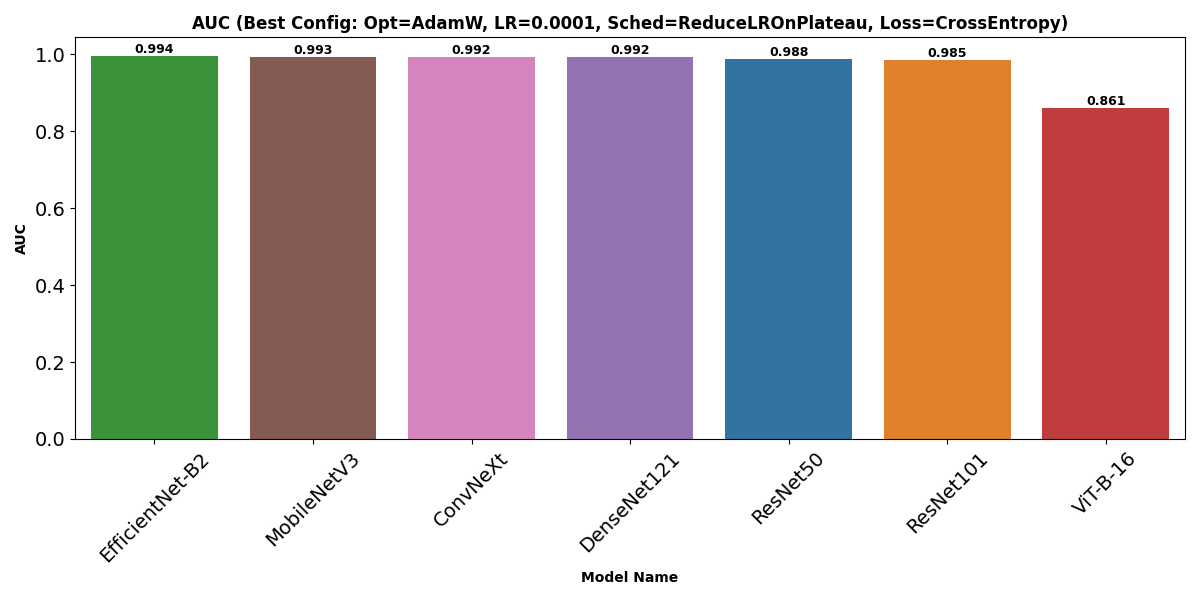 AUC (Best Config: Opt=AdamW, LR=0.0001, Sched=ReduceLROnPlateau, Loss=CrossEntropy)
0.994 0.993 0.992 0.992 0.988 0.985 0.861
1.0
0.8
0.6
0.4
0.2
0.0
AUC
EfficientNet-B2 MobileNetV3 ConvNeXt DenseNet121 ResNet50 ResNet101 ViT-B-16
Model Name